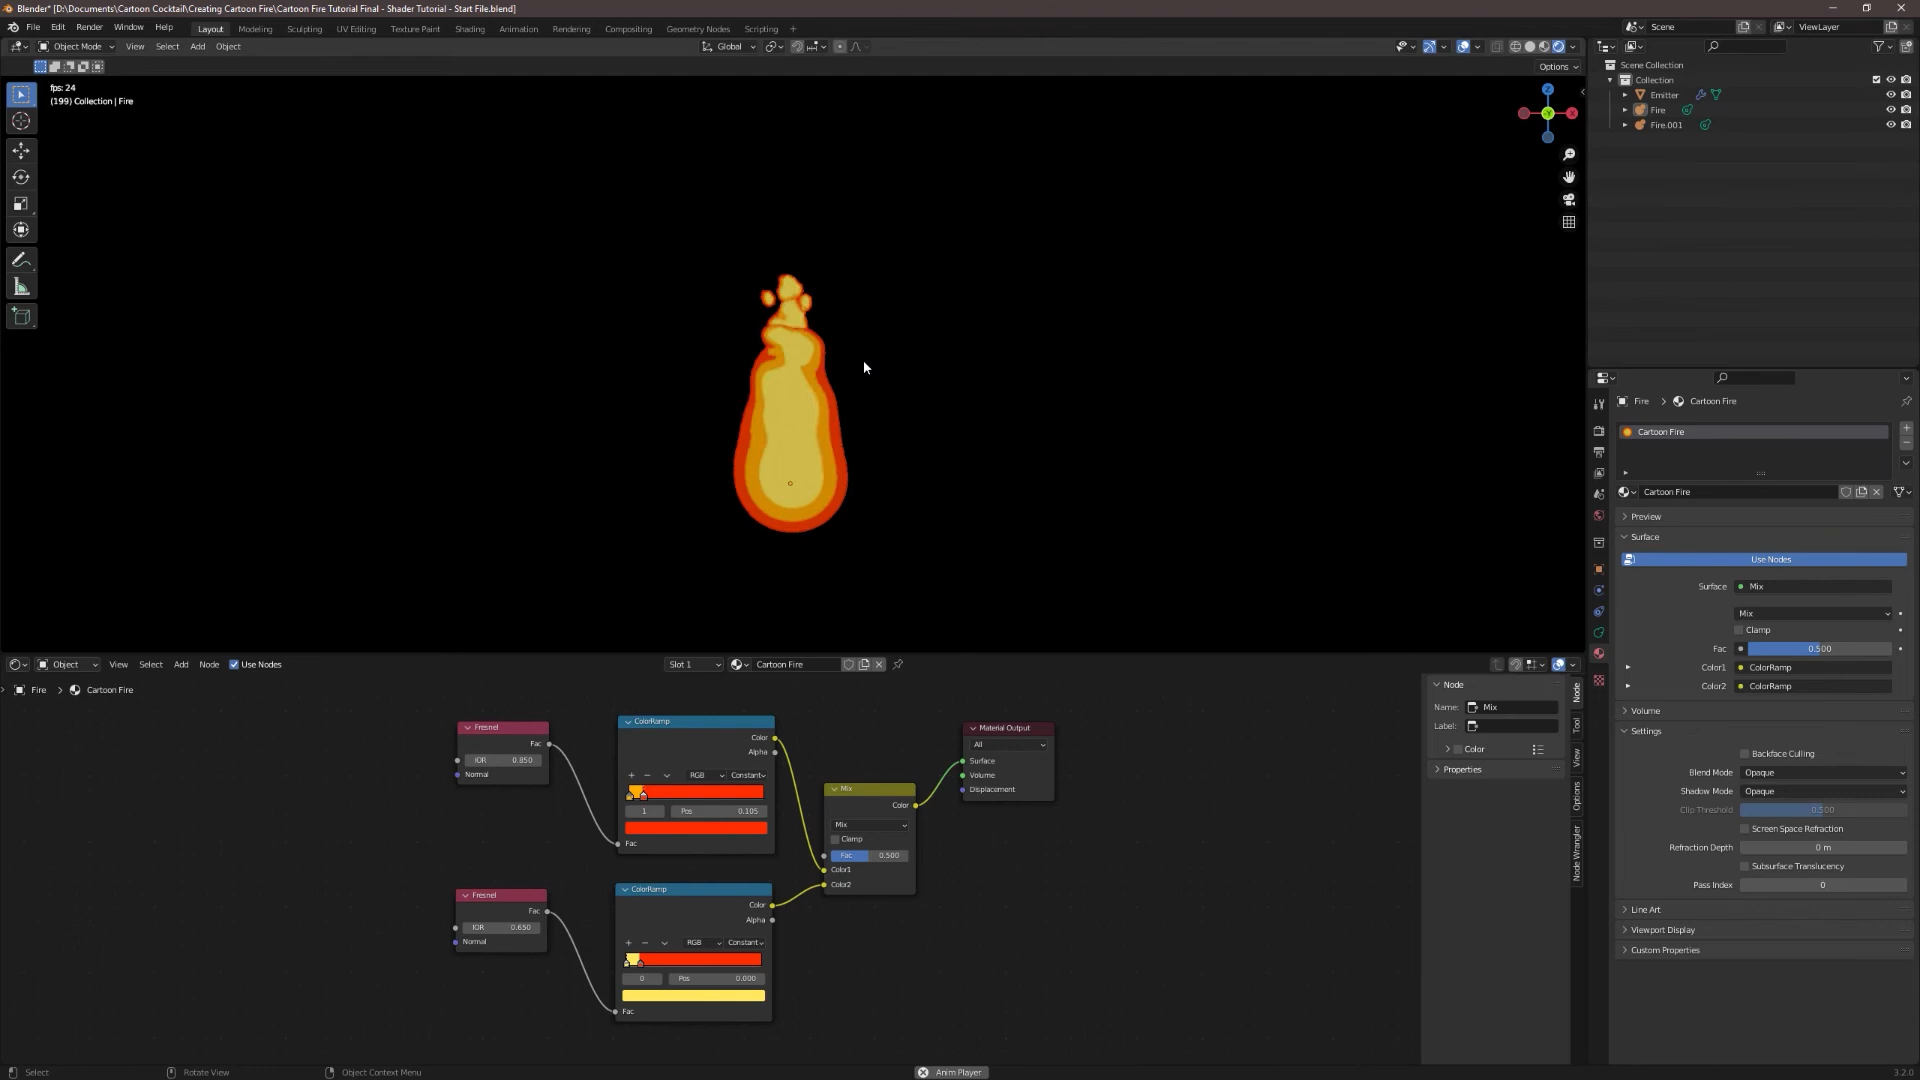 Blender* [D:\Documents\Cartoon Cocktail\Creating Cartoon Fire\Cartoon Fire Tutorial Final - Shader Tutorial - Start File.blend]
File Edit Render Window Help Layout Modeling Sculpting UV Editing Texture Paint Shading Animation Rendering Compositing Geometry Nodes Scripting + Scene ViewLayer
Object Mode View Select Add Object Global
Options
fps: 24
(199) Collection | Fire
Z
X
Y
Scene Collection
Collection
Emitter
Fire
Fire.001
Fire > Cartoon Fire
Cartoon Fire
Cartoon Fire
Preview
Surface
Use Nodes
Surface Mix
Mix
Clamp
Fac 0.500
Color1 ColorRamp
Color2 ColorRamp
Volume
Settings
Backface Culling
Blend Mode Opaque
Shadow Mode Opaque
Clip Threshold 0.500
Screen Space Refraction
Refraction Depth 0 m
Subsurface Translucency
Pass Index 0
Line Art
Viewport Display
Custom Properties
Object View Select Add Node Use Nodes Slot 1 Cartoon Fire
Fire > Cartoon Fire
Fresnel
Fac
IOR 0.850
Normal
ColorRamp
Color
Alpha
RGB Constant
1 Pos 0.105
Fac
Fresnel
Fac
IOR 0.650
Normal
ColorRamp
Color
Alpha
RGB Constant
0 Pos 0.000
Fac
Mix
Color
Mix
Clamp
Fac 0.500
Color1
Color2
Material Output
All
Surface
Volume
Displacement
Node
Name: Mix
Label:
Color
Properties
Node
Tool
View
Options
Node Wrangler
Select Rotate View Object Context Menu Anim Player 3.2.0